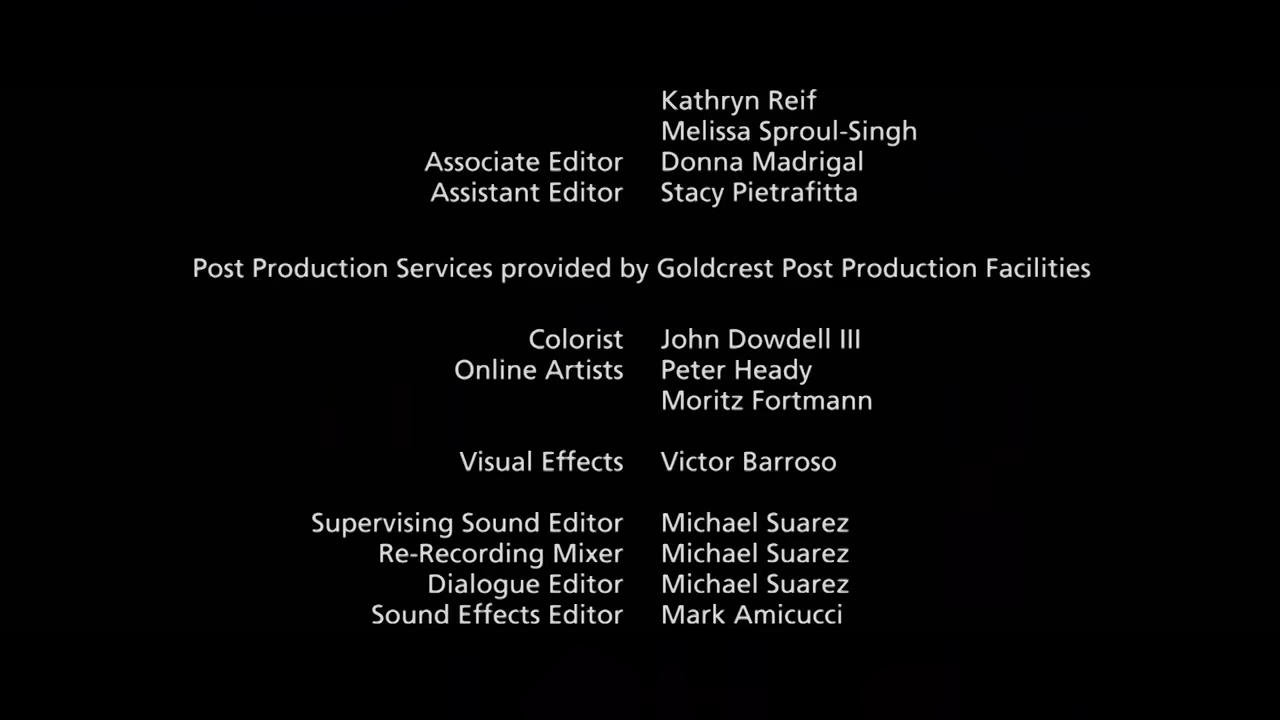 Kathryn Reif
Melissa Sproul-Singh
Associate Editor Donna Madrigal
Assistant Editor Stacy Pietrafitta
Post Production Services provided by Goldcrest Post Production Facilities
Colorist John Dowdell III
Online Artists Peter Heady
Moritz Fortmann
Visual Effects Victor Barroso
Supervising Sound Editor Michael Suarez
Re-Recording Mixer Michael Suarez
Dialogue Editor Michael Suarez
Sound Effects Editor Mark Amicucci